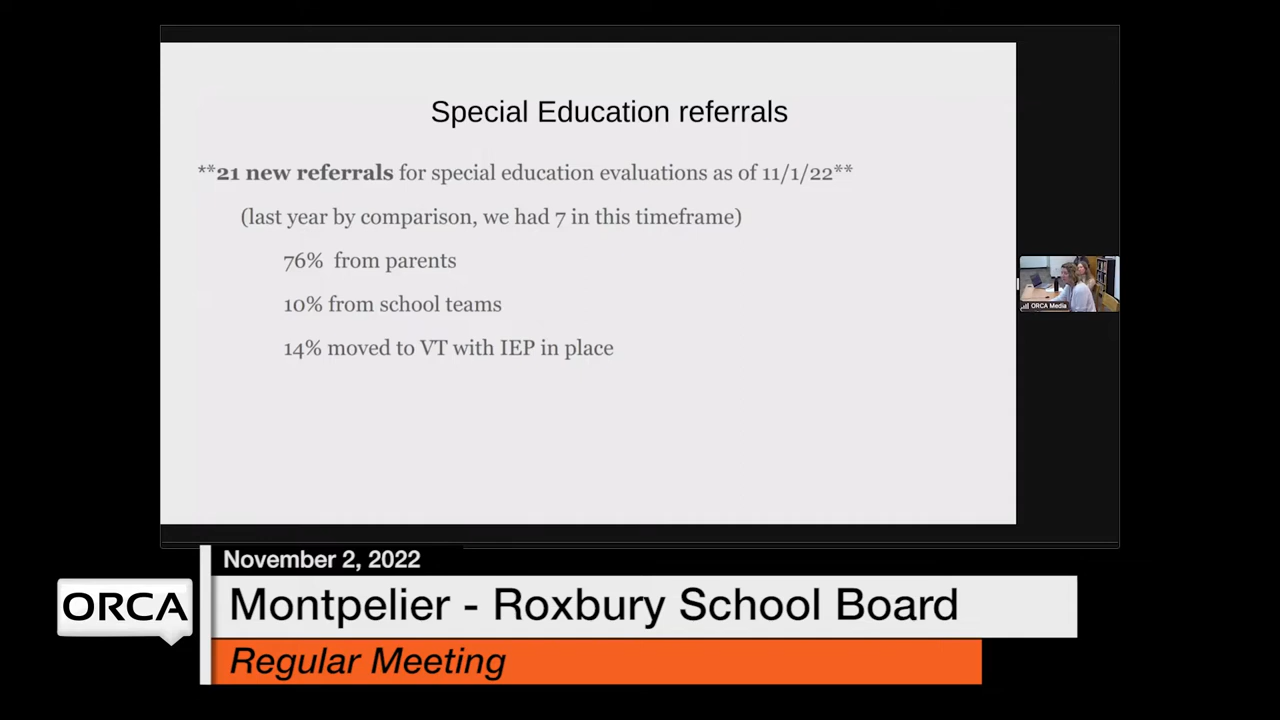 Special Education referrals
**21 new referrals for special education evaluations as of 11/1/22**
(last year by comparison, we had 7 in this timeframe)
76% from parents
10% from school teams
14% moved to VT with IEP in place
ORCA Media
November 2, 2022
ORCA
Montpelier - Roxbury School Board
Regular Meeting